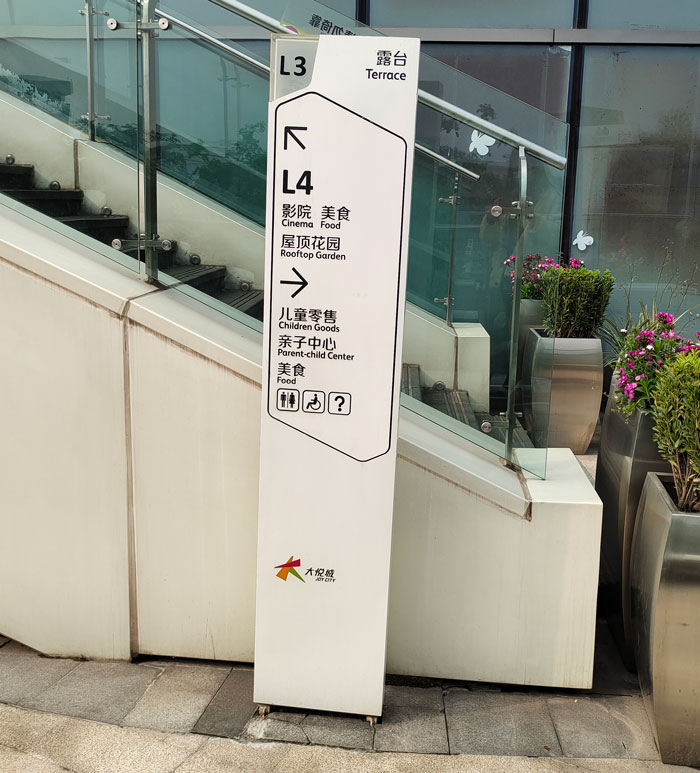 L3
露台
Terrace
L4
影院 美食
Cinema Food
屋顶花园
Rooftop Garden
儿童零售
Children Goods
亲子中心
Parent-child Center
美食
Food
?
大悦城
JOY CITY